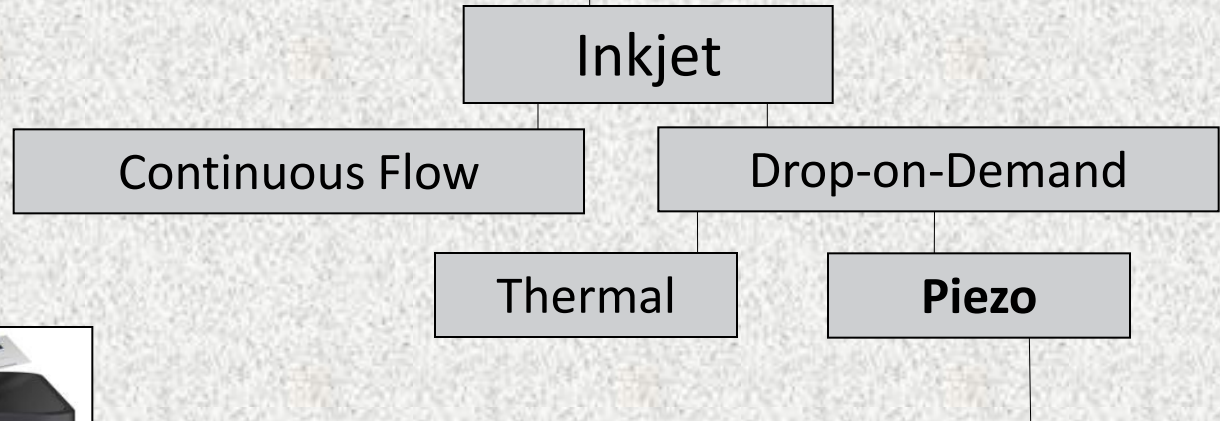 Inkjet
Continuous Flow
Drop-on-Demand
Thermal
Piezo